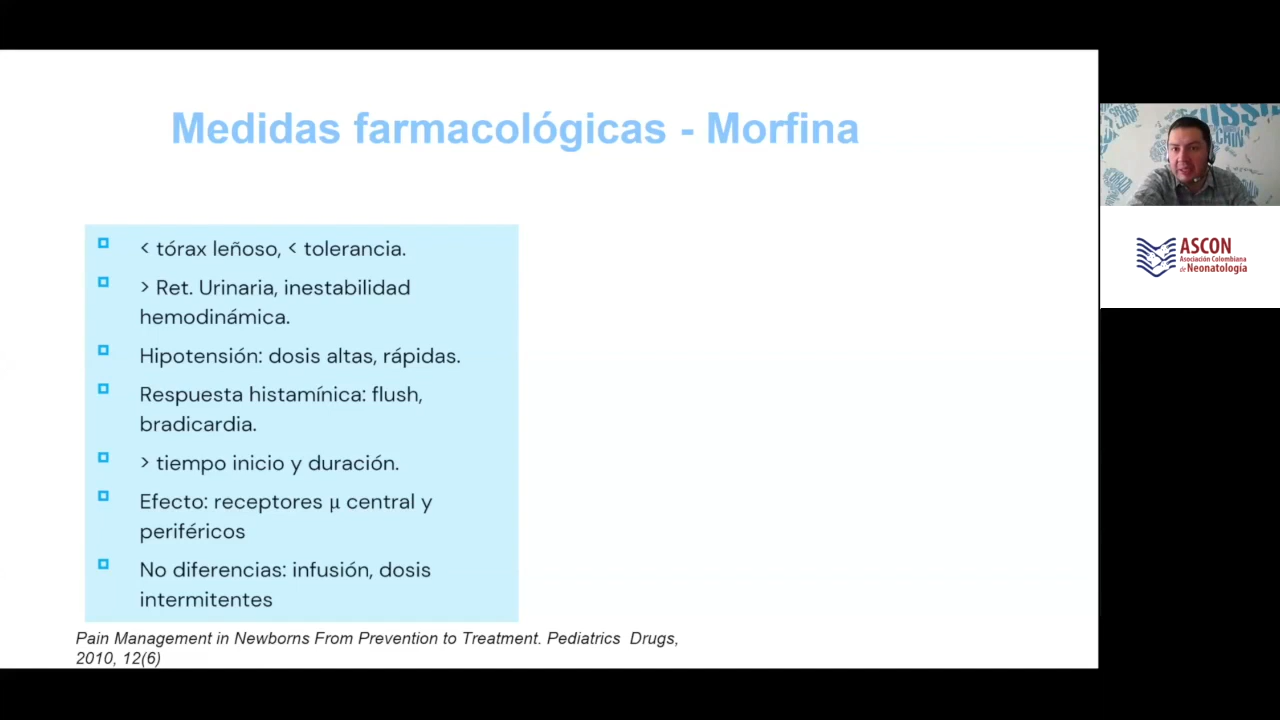 Medidas farmacológicas - Morfina
< tórax leñoso, < tolerancia.
> Ret. Urinaria, inestabilidad
hemodinámica.
Hipotensión: dosis altas, rápidas.
Respuesta histamínica: flush,
bradicardia.
> tiempo inicio y duración.
Efecto: receptores µ central y
periféricos
No diferencias: infusión, dosis
intermitentes
Pain Management in Newborns From Prevention to Treatment. Pediatrics Drugs,
2010, 12(6)
ASCON
Asociación Colombiana
de Neonatología